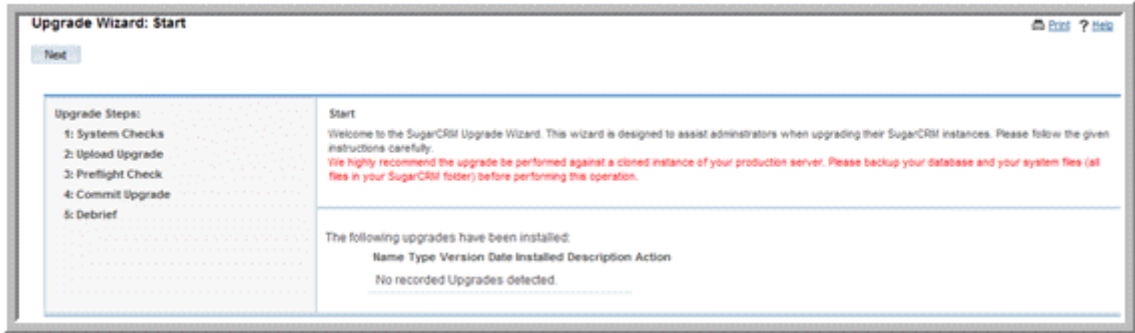 Upgrade Wizard: Start
Print ? Help
Next
Upgrade Steps:
1: System Checks
2: Upload Upgrade
3: Preflight Check
4: Commit Upgrade
5: Debrief
Start
Welcome to the SugarCRM Upgrade Wizard. This wizard is designed to assist adminstrators when upgrading their SugarCRM instances. Please follow the given
instructions carefully.
We highly recommend the upgrade be performed against a cloned instance of your production server. Please backup your database and your system files (all
files in your SugarCRM folder) before performing this operation.
The following upgrades have been installed:
Name Type Version Date Installed Description Action
No recorded Upgrades detected.